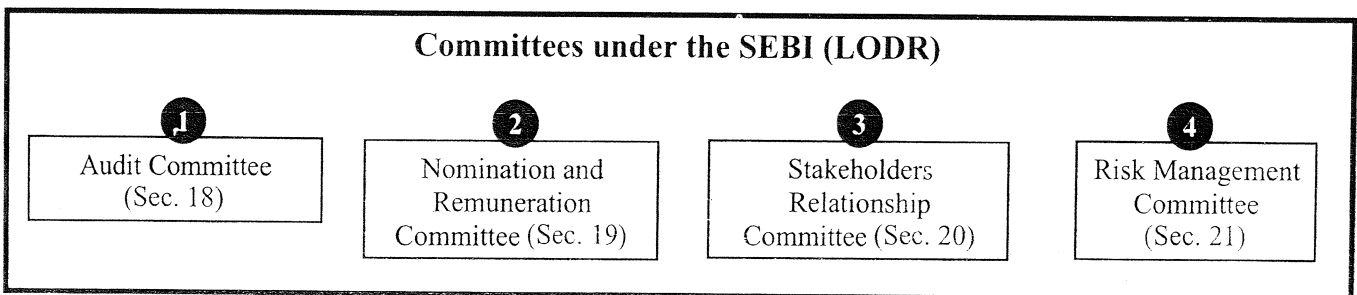 Committees under the SEBI (LODR)
1
Audit Committee
(Sec. 18)
2
Nomination and
Remuneration
Committee (Sec. 19)
3
Stakeholders
Relationship
Committee (Sec. 20)
4
Risk Management
Committee
(Sec. 21)